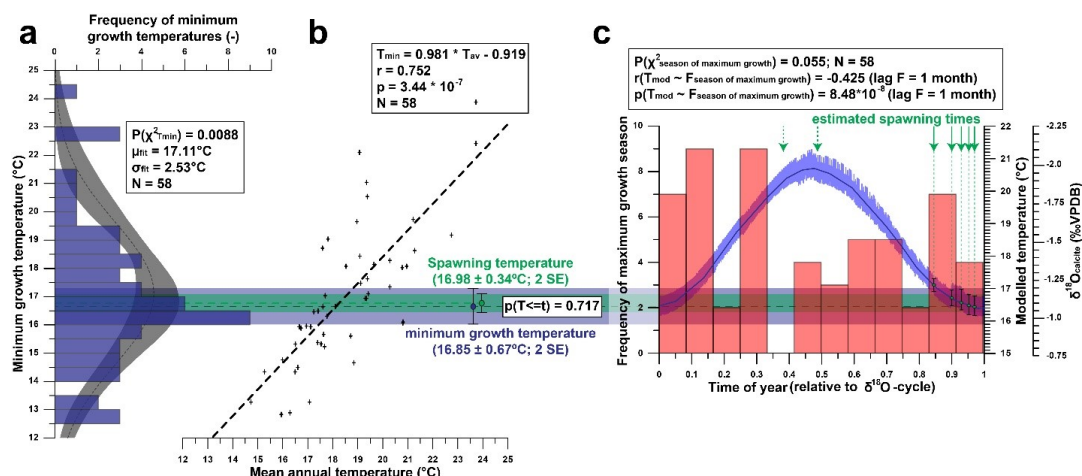 a
Frequency of minimum
growth temperatures (-)
0 2 4 6 8 10
Minimum growth temperature (°C)
25
24
23
22
21
20
19
18
17
16
15
14
13
12
P(χ²Tmin) = 0.0088
μfit = 17.11°C
σfit = 2.53°C
N = 58
b
Tmin = 0.981 * Tav - 0.919
r = 0.752
p = 3.44 * 10⁻⁷
N = 58
Spawning temperature
(16.98 ± 0.34ºC; 2 SE)
p(T<=t) = 0.717
minimum growth temperature
(16.85 ± 0.67ºC; 2 SE)
12 13 14 15 16 17 18 19 20 21 22 23 24 25
Mean annual temperature (°C)
c
P(χ²season of maximum growth) = 0.055; N = 58
r(Tmod ~ Fseason of maximum growth) = -0.425 (lag F = 1 month)
p(Tmod ~ Fseason of maximum growth) = 8.48*10⁻⁸ (lag F = 1 month)
estimated spawning times
Frequency of maximum growth season
10
8
6
4
2
0
0 0.1 0.2 0.3 0.4 0.5 0.6 0.7 0.8 0.9 1
Time of year (relative to δ¹⁸O-cycle)
22
21
20
19
18
17
16
15
Modelled temperature (°C)
-2.25
-2.0
-1.75
-1.5
-1.25
-1.0
-0.75
δ¹⁸Ocalcite (‰VPDB)